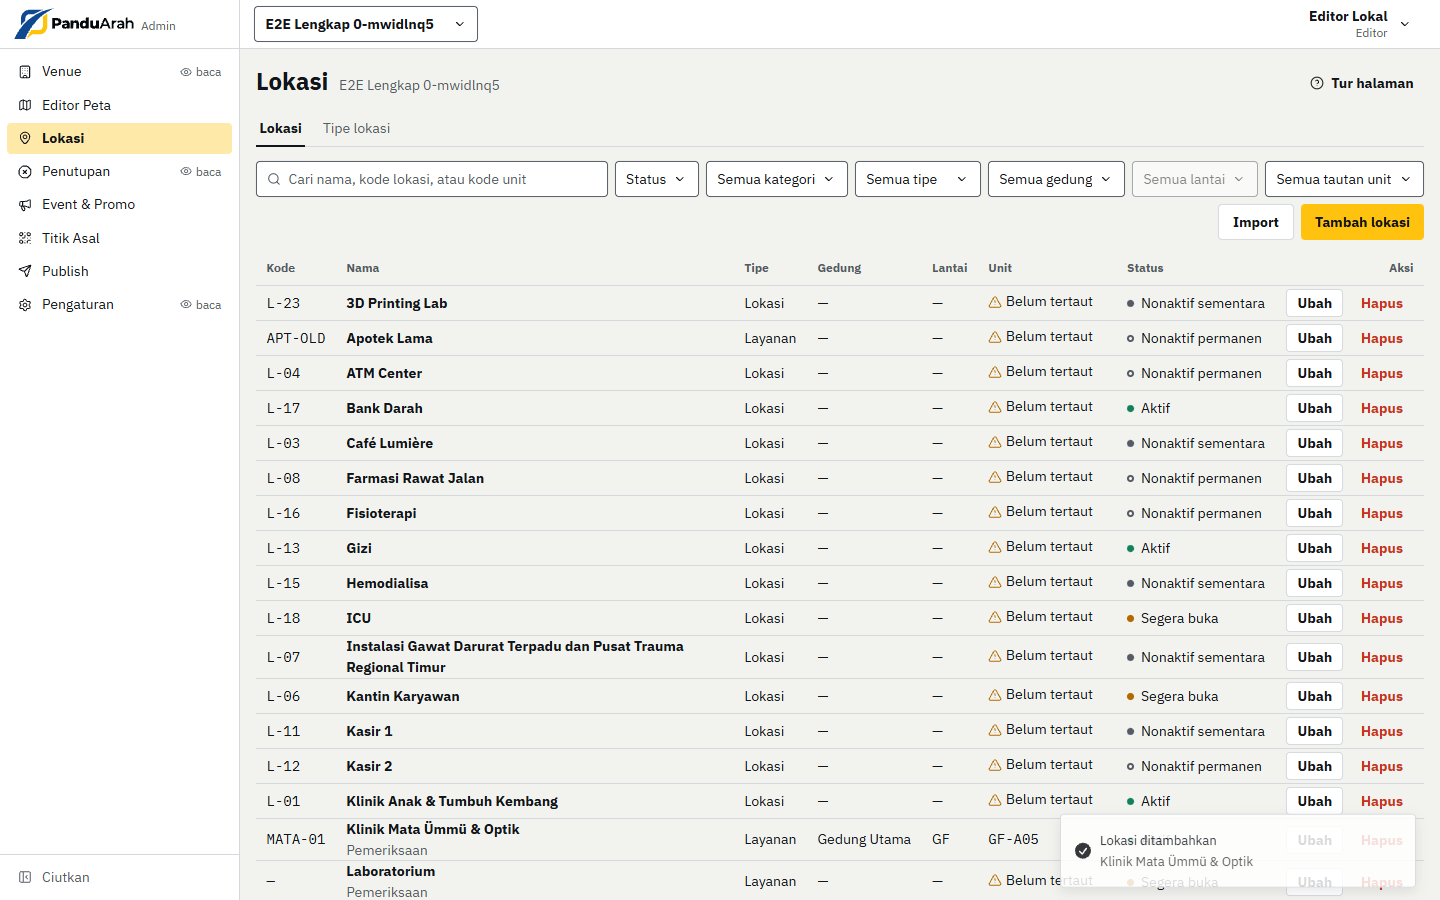 PanduArah Admin
E2E Lengkap 0-mwidlnq5
Editor Lokal
Editor
Venue baca
Editor Peta
Lokasi
Penutupan baca
Event & Promo
Titik Asal
Publish
Pengaturan baca
Ciutkan
Lokasi E2E Lengkap 0-mwidlnq5
Tur halaman
Lokasi Tipe lokasi
Cari nama, kode lokasi, atau kode unit Status Semua kategori Semua tipe Semua gedung Semua lantai Semua tautan unit
Import Tambah lokasi
Kode Nama Tipe Gedung Lantai Unit Status Aksi
L-23 3D Printing Lab Lokasi — — Belum tertaut Nonaktif sementara Ubah Hapus
APT-OLD Apotek Lama Layanan — — Belum tertaut Nonaktif permanen Ubah Hapus
L-04 ATM Center Lokasi — — Belum tertaut Nonaktif permanen Ubah Hapus
L-17 Bank Darah Lokasi — — Belum tertaut Aktif Ubah Hapus
L-03 Café Lumière Lokasi — — Belum tertaut Nonaktif sementara Ubah Hapus
L-08 Farmasi Rawat Jalan Lokasi — — Belum tertaut Nonaktif permanen Ubah Hapus
L-16 Fisioterapi Lokasi — — Belum tertaut Nonaktif permanen Ubah Hapus
L-13 Gizi Lokasi — — Belum tertaut Aktif Ubah Hapus
L-15 Hemodialisa Lokasi — — Belum tertaut Nonaktif sementara Ubah Hapus
L-18 ICU Lokasi — — Belum tertaut Segera buka Ubah Hapus
L-07 Instalasi Gawat Darurat Terpadu dan Pusat Trauma
Regional Timur Lokasi — — Belum tertaut Nonaktif sementara Ubah Hapus
L-06 Kantin Karyawan Lokasi — — Belum tertaut Segera buka Ubah Hapus
L-11 Kasir 1 Lokasi — — Belum tertaut Nonaktif sementara Ubah Hapus
L-12 Kasir 2 Lokasi — — Belum tertaut Nonaktif permanen Ubah Hapus
L-01 Klinik Anak & Tumbuh Kembang Lokasi — — Belum tertaut Aktif Ubah Hapus
MATA-01 Klinik Mata Ümmü & Optik Layanan Gedung Utama GF GF-A05 Ubah Hapus
Pemeriksaan
— Laboratorium Layanan — — Belum tertaut Segera buka Ubah Hapus
Pemeriksaan
Lokasi ditambahkan
Klinik Mata Ümmü & Optik